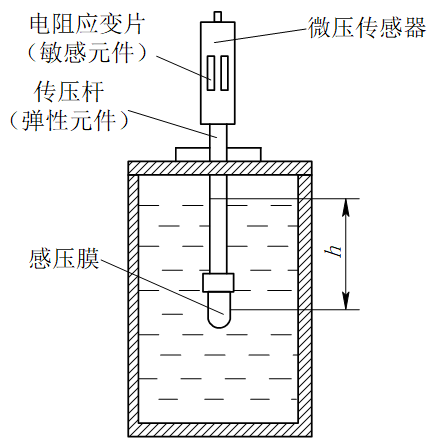 电阻应变片
（敏感元件）
微压传感器
传压杆
（弹性元件）
感压膜
h